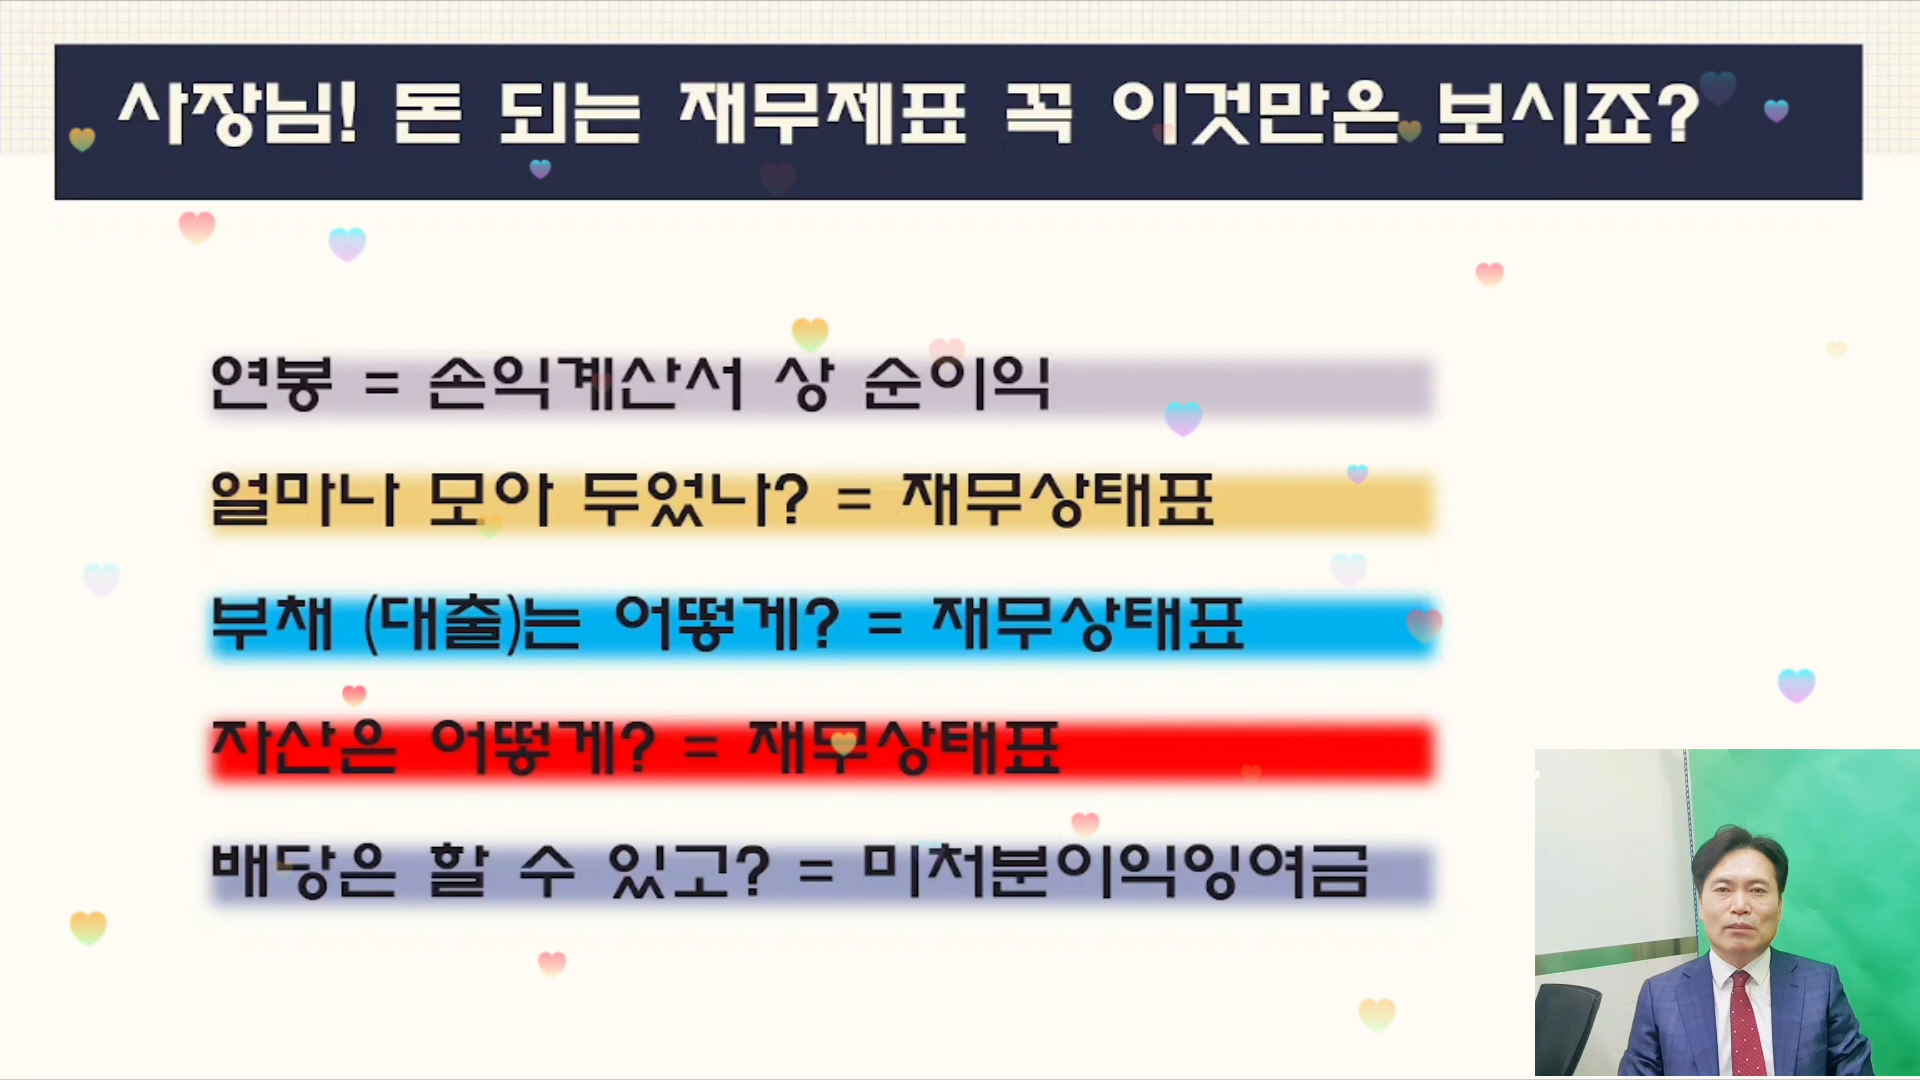 사장님! 돈 되는 재무제표 꼭 이것만은 보시죠?
연봉 = 손익계산서 상 순이익
얼마나 모아 두었나? = 재무상태표
부채 (대출)는 어떻게? = 재무상태표
자산은 어떻게? = 재무상태표
배당은 할 수 있고? = 미처분이익잉여금